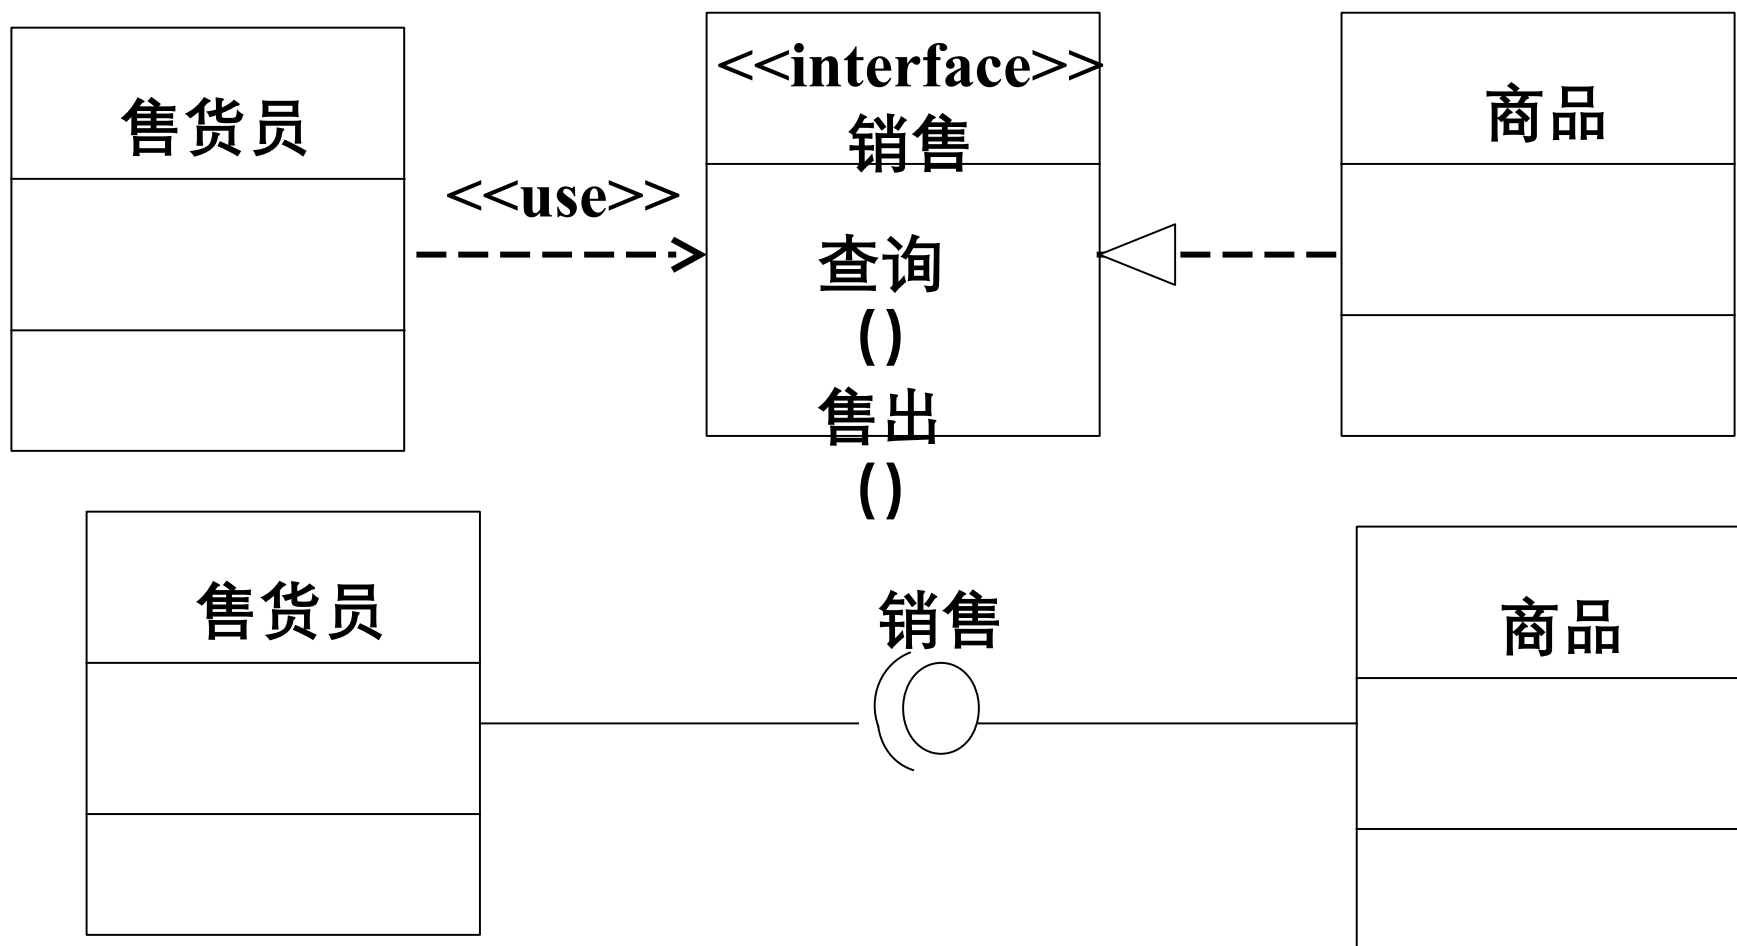 售货员
<<use>>
<<interface>>
销售
查询
()
售出
()
商品
售货员
销售
商品